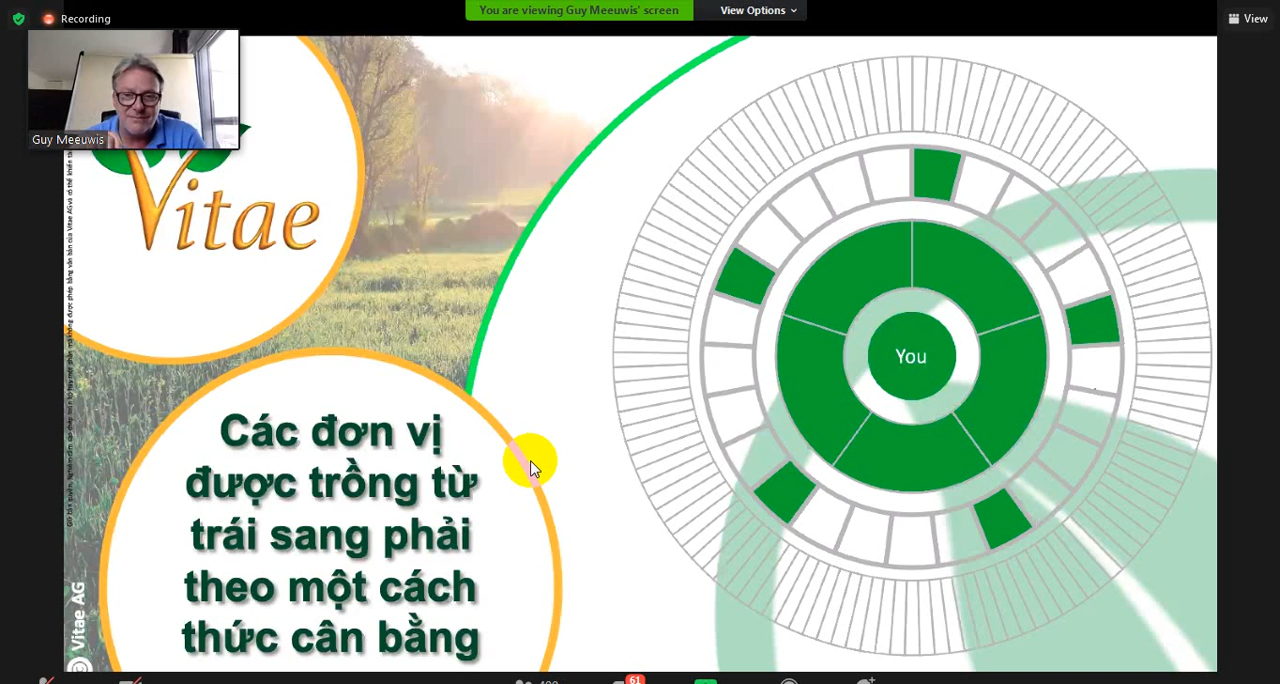 You are viewing Guy Meeuwis' screen
View Options
Recording
View
Guy Meeuwis
Vitae
You
Các đơn vị
được trồng từ
trái sang phải
theo một cách
thức cân bằng
© Vitae AG
61